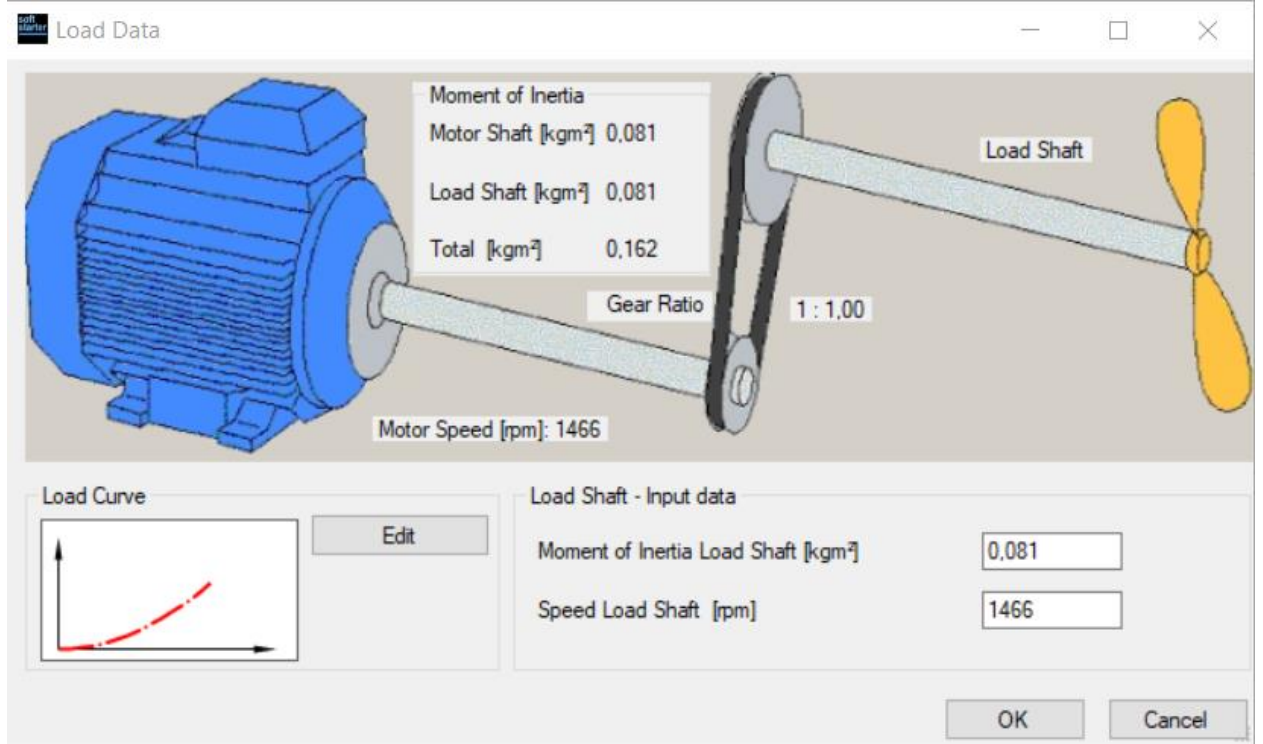 soft
starter
Load Data
Moment of Inertia
Motor Shaft [kgm²] 0,081
Load Shaft [kgm²] 0,081
Total [kgm²] 0,162
Load Shaft
Gear Ratio
1 : 1,00
Motor Speed [rpm]: 1466
Load Curve
Edit
Load Shaft - Input data
Moment of Inertia Load Shaft [kgm²]
0,081
Speed Load Shaft [rpm]
1466
OK
Cancel